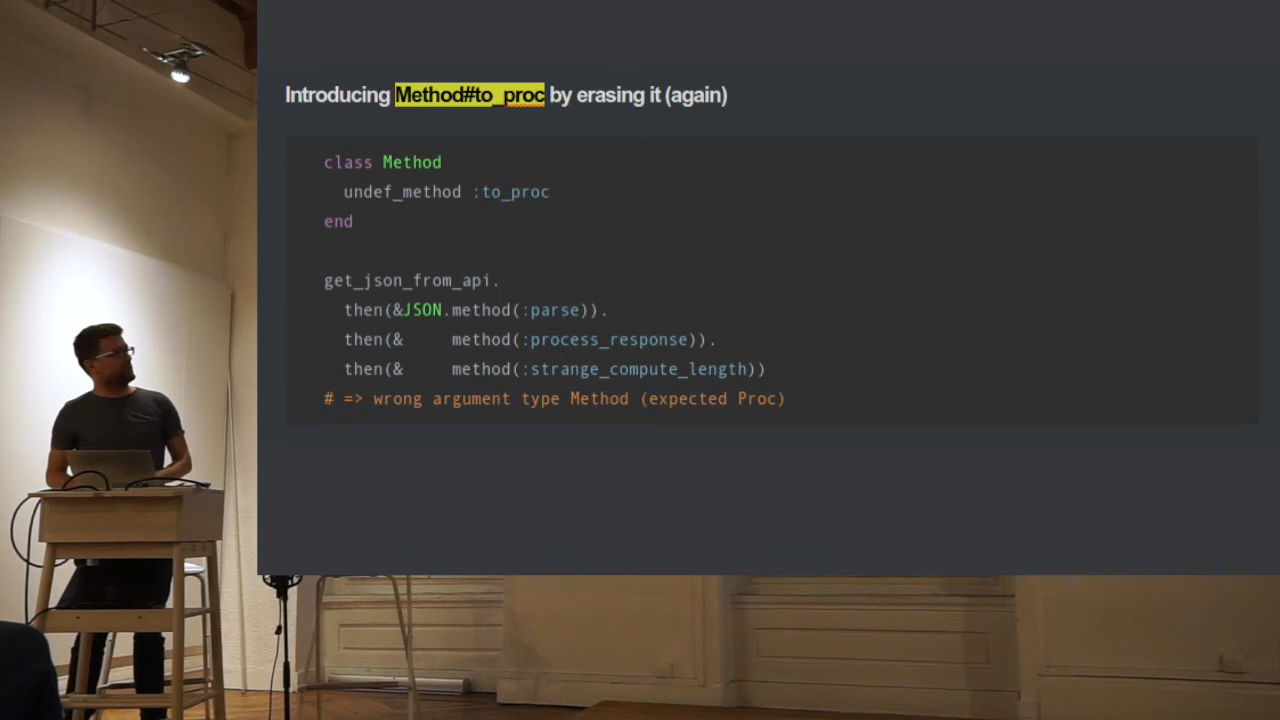 Introducing Method#to_proc by erasing it (again)
class Method
  undef_method :to_proc
end
get_json_from_api.
  then(&JSON.method(:parse)).
  then(&     method(:process_response)).
  then(&     method(:strange_compute_length))
# => wrong argument type Method (expected Proc)